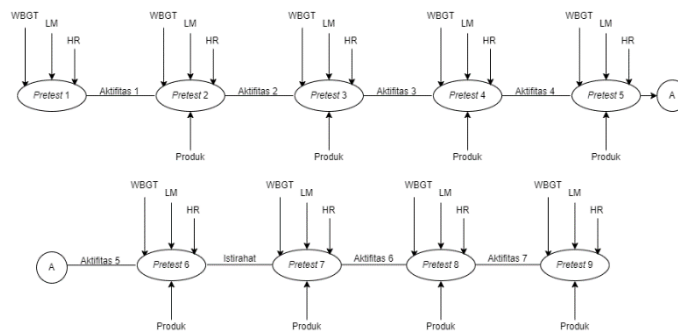 WBGT
LM
HR
WBGT
LM
HR
WBGT
LM
HR
WBGT
LM
HR
WBGT
LM
HR
Pretest 1
Aktifitas 1
Pretest 2
Aktifitas 2
Pretest 3
Aktifitas 3
Pretest 4
Aktifitas 4
Pretest 5
A
Produk
Produk
Produk
Produk
WBGT
LM
HR
WBGT
LM
HR
WBGT
LM
HR
WBGT
LM
HR
A
Aktifitas 5
Pretest 6
Istirahat
Pretest 7
Aktifitas 6
Pretest 8
Aktifitas 7
Pretest 9
Produk
Produk
Produk
Produk